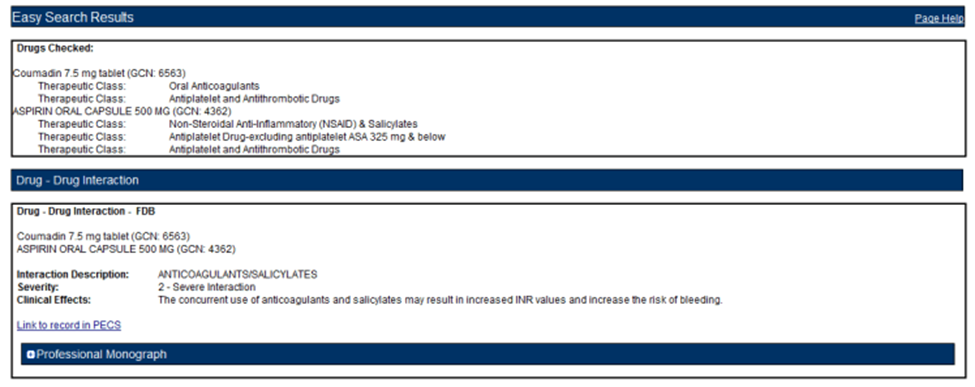 Easy Search Results
Page Help
Drugs Checked:
Coumadin 7.5 mg tablet (GCN: 6563)
Therapeutic Class: Oral Anticoagulants
Therapeutic Class: Antiplatelet and Antithrombotic Drugs
ASPIRIN ORAL CAPSULE 500 MG (GCN: 4362)
Therapeutic Class: Non-Steroidal Anti-Inflammatory (NSAID) & Salicylates
Therapeutic Class: Antiplatelet Drug-excluding antiplatelet ASA 325 mg & below
Therapeutic Class: Antiplatelet and Antithrombotic Drugs
Drug - Drug Interaction
Drug - Drug Interaction - FDB
Coumadin 7.5 mg tablet (GCN: 6563)
ASPIRIN ORAL CAPSULE 500 MG (GCN: 4362)
Interaction Description: ANTICOAGULANTS/SALICYLATES
Severity: 2 - Severe Interaction
Clinical Effects: The concurrent use of anticoagulants and salicylates may result in increased INR values and increase the risk of bleeding.
Link to record in PECS
Professional Monograph